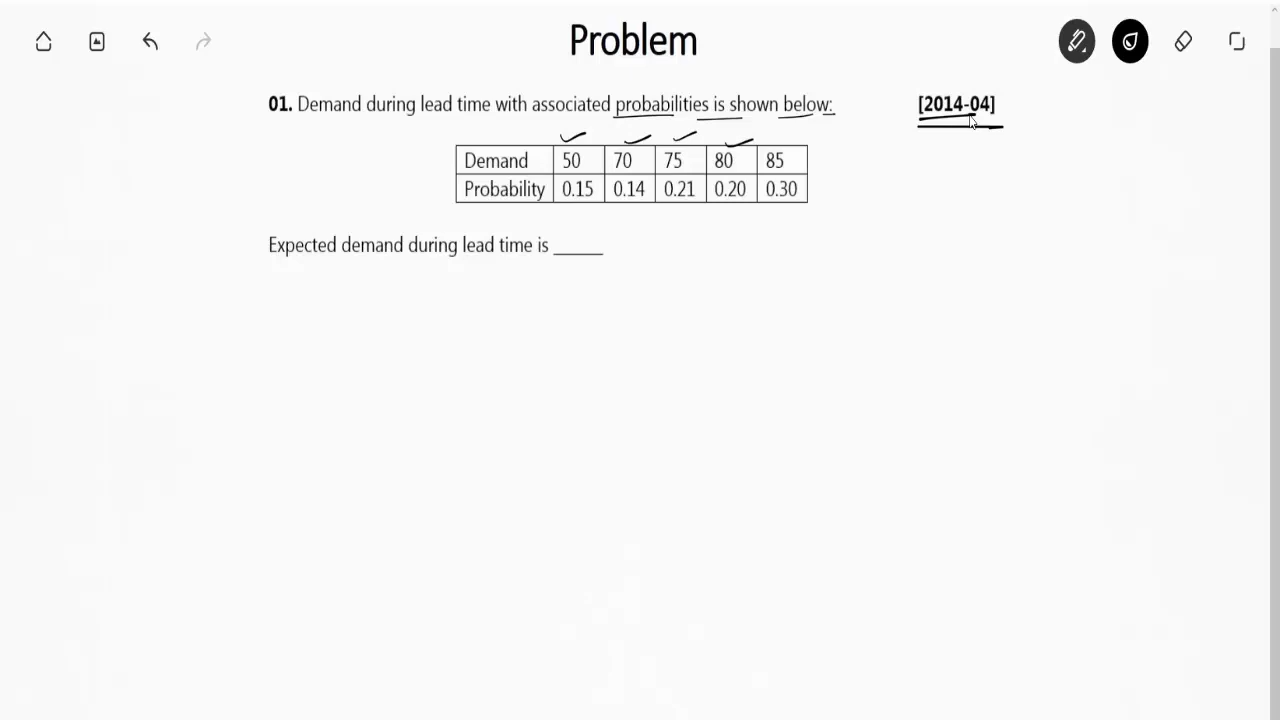 Problem
01. Demand during lead time with associated probabilities is shown below: [2014-04]
Demand 50 70 75 80 85
Probability 0.15 0.14 0.21 0.20 0.30
Expected demand during lead time is ______